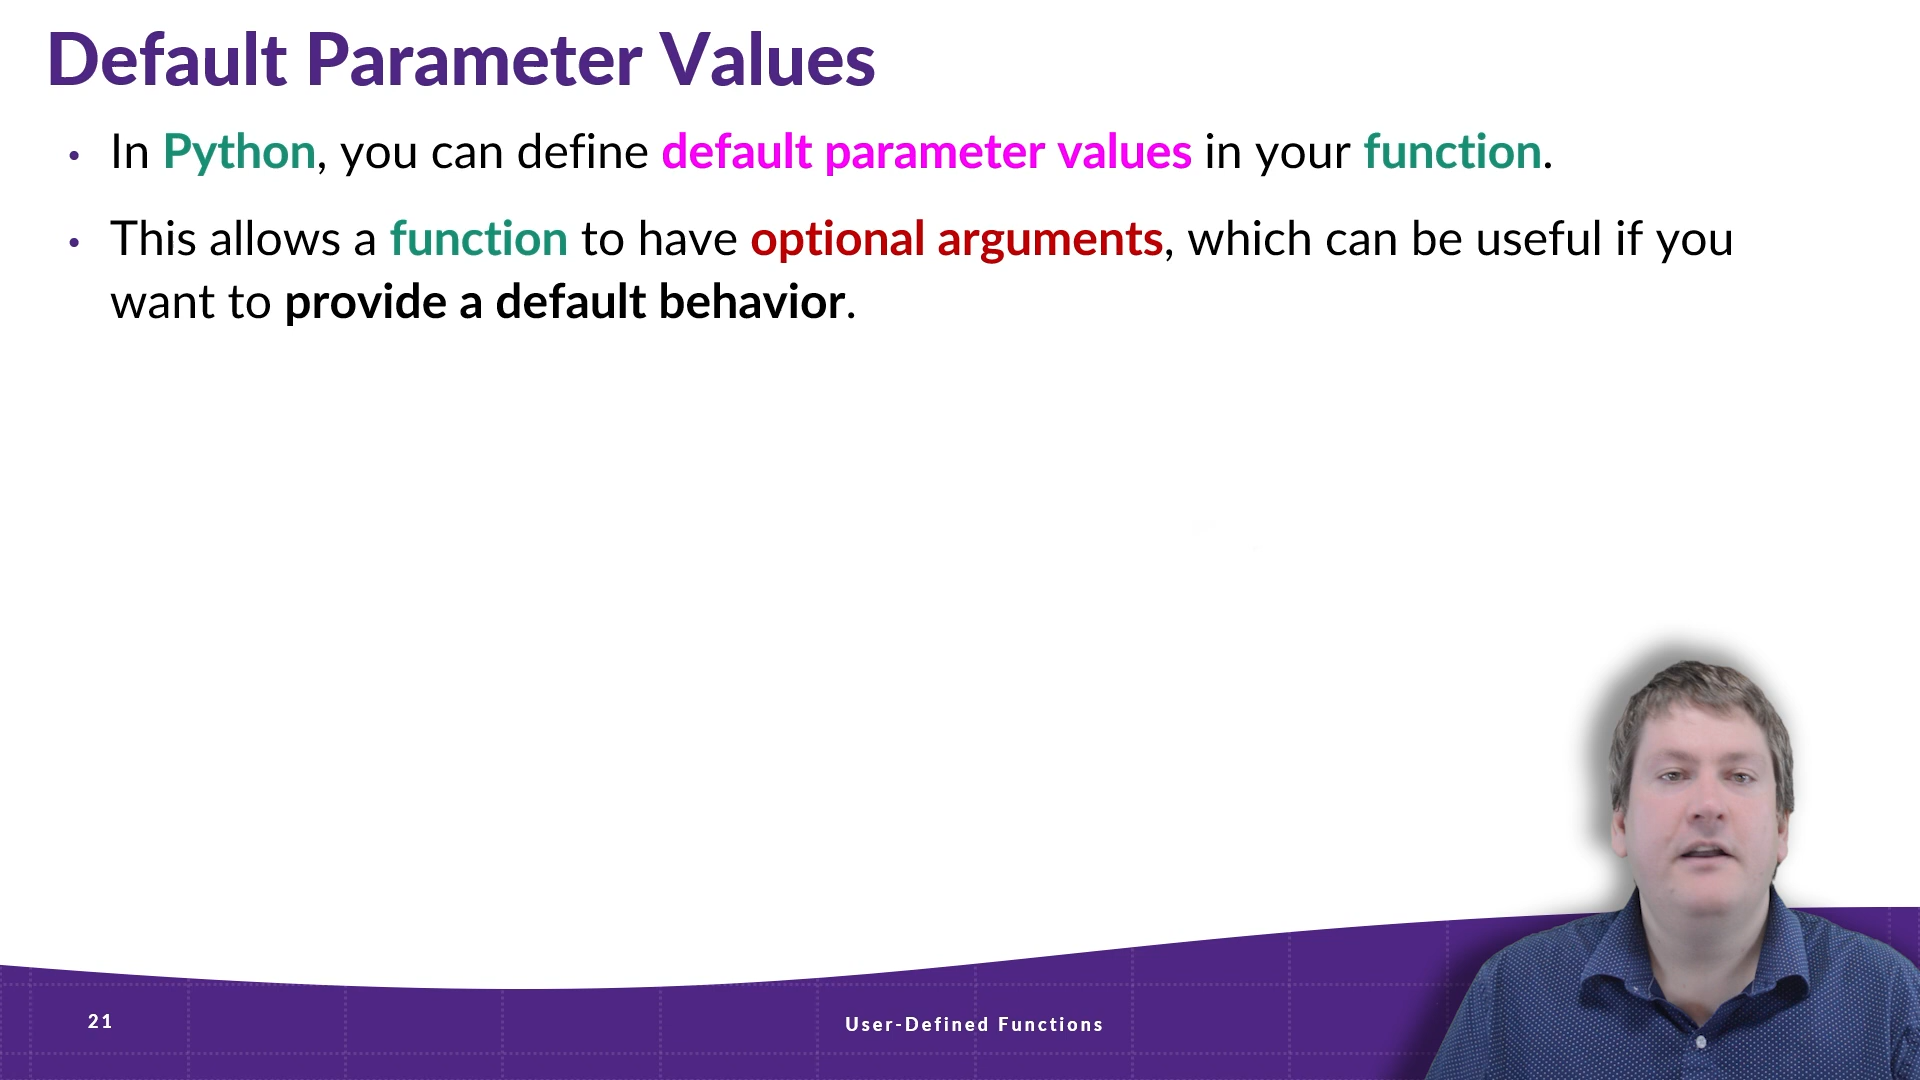 Default Parameter Values
• In Python, you can define default parameter values in your function.
• This allows a function to have optional arguments, which can be useful if you
want to provide a default behavior.
21
User-Defined Functions